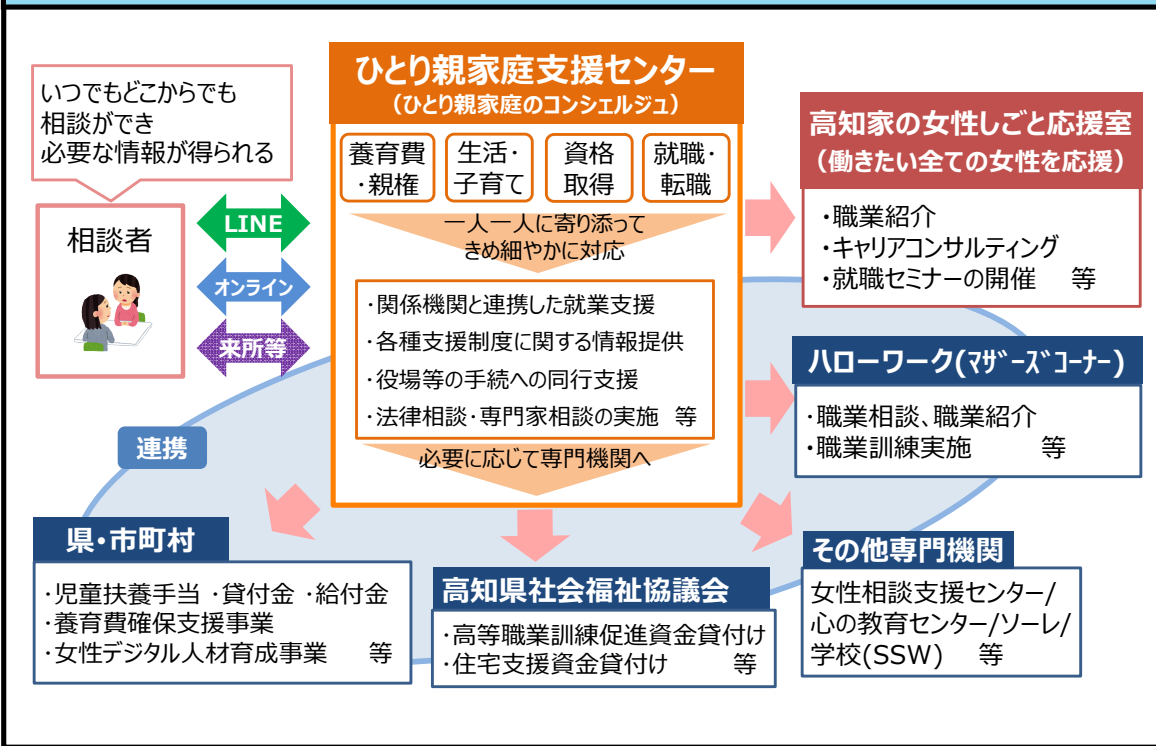 いつでもどこからでも
相談ができ
必要な情報が得られる
相談者
LINE
オンライン
来所等
連携
ひとり親家庭支援センター
（ひとり親家庭のコンシェルジュ）
養育費
・親権
生活・
子育て
資格
取得
就職・
転職
一人一人に寄り添って
きめ細やかに対応
・関係機関と連携した就業支援
・各種支援制度に関する情報提供
・役場等の手続への同行支援
・法律相談・専門家相談の実施 等
必要に応じて専門機関へ
高知家の女性しごと応援室
（働きたい全ての女性を応援）
・職業紹介
・キャリアコンサルティング
・就職セミナーの開催 等
ハローワーク(ﾏｻﾞｰｽﾞｺｰﾅｰ)
・職業相談、職業紹介
・職業訓練実施 等
県・市町村
・児童扶養手当 ・貸付金 ・給付金
・養育費確保支援事業
・女性デジタル人材育成事業 等
高知県社会福祉協議会
・高等職業訓練促進資金貸付け
・住宅支援資金貸付け 等
その他専門機関
女性相談支援センター/
心の教育センター/ソーレ/
学校(SSW) 等